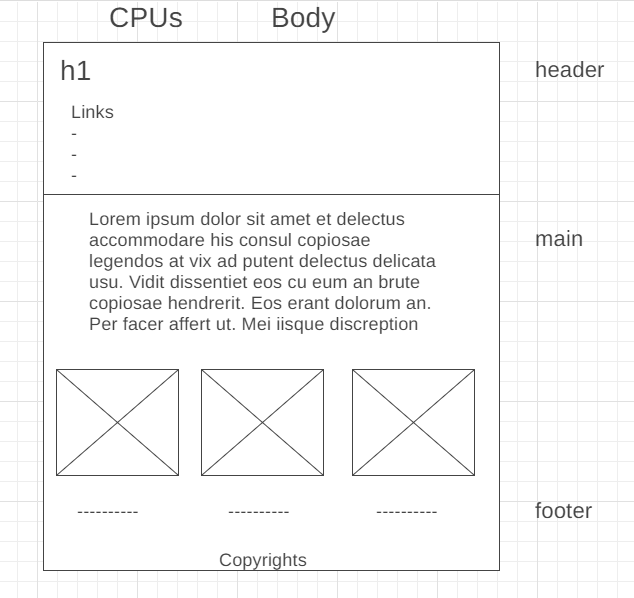 CPUs Body
h1
header
Links
-
-
-
Lorem ipsum dolor sit amet et delectus
accommodare his consul copiosae
legendos at vix ad putent delectus delicata
usu. Vidit dissentiet eos cu eum an brute
copiosae hendrerit. Eos erant dolorum an.
Per facer affert ut. Mei iisque discreption
main
---------- ---------- ----------
footer
Copyrights